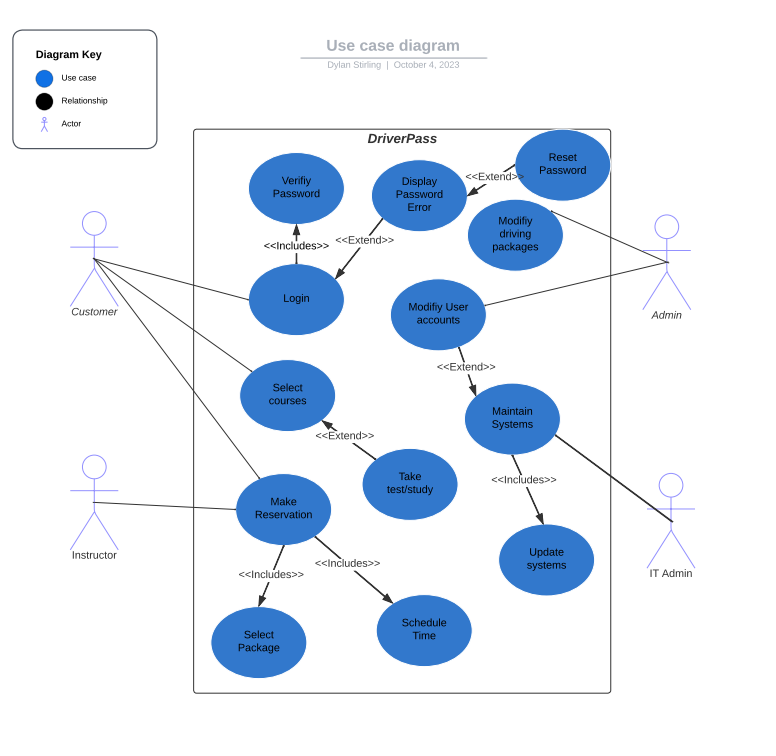 Use case diagram
Dylan Stirling | October 4, 2023
Diagram Key
Use case
Relationship
Actor
DriverPass
Reset
Password
Verifiy
Password
Display
Password
Error
<<Extend>>
Modifiy
driving
packages
<<Includes>>
<<Extend>>
Login
Customer
Admin
Modifiy User
accounts
<<Extend>>
Select
courses
Maintain
Systems
<<Extend>>
Take
test/study
<<Includes>>
Make
Reservation
Instructor
Update
systems
IT Admin
<<Includes>>
<<Includes>>
Select
Package
Schedule
Time